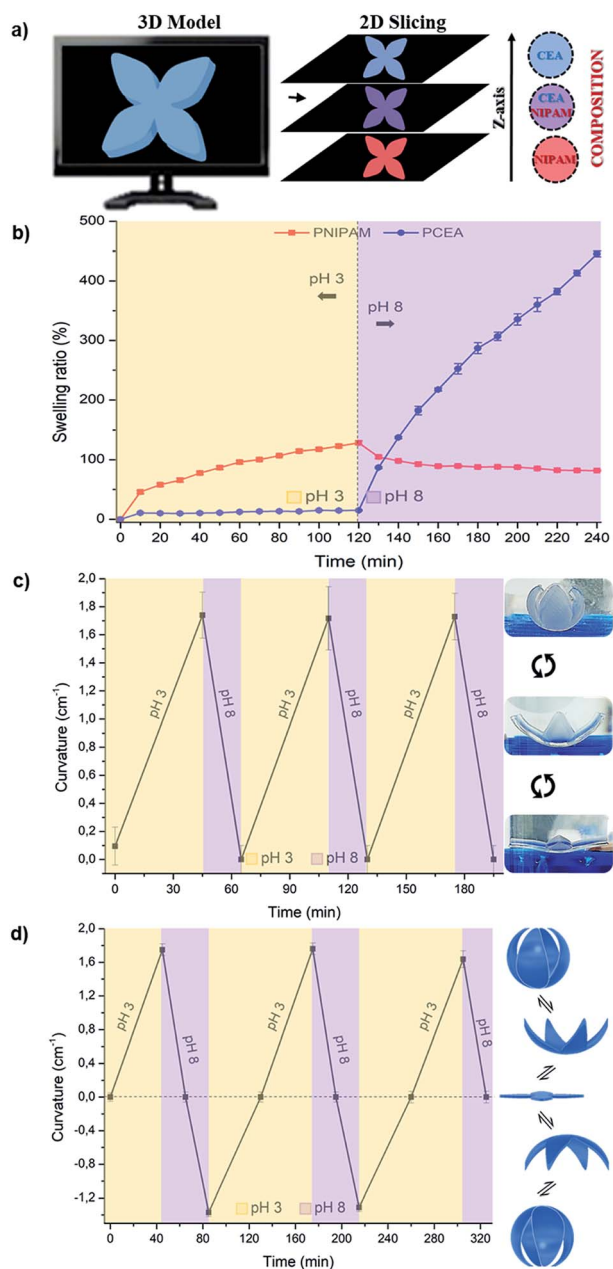 a)
3D Model
2D Slicing
Z-axis
CEA
CEA
NIPAM
NIPAM
COMPOSITION
b)
Swelling ratio (%)
500
400
300
200
100
0
PNIPAM
PCEA
pH 3
pH 8
pH 3
pH 8
0 20 40 60 80 100 120 140 160 180 200 220 240
Time (min)
c)
Curvature (cm⁻¹)
2,0
1,8
1,6
1,4
1,2
1,0
0,8
0,6
0,4
0,2
0,0
pH 3
pH 8
pH 3
pH 8
pH 3
pH 8
pH 3
pH 8
0 30 60 90 120 150 180
Time (min)
d)
Curvature (cm⁻¹)
2,0
1,6
1,2
0,8
0,4
0,0
-0,4
-0,8
-1,2
pH 3
pH 8
pH 3
pH 8
pH 3
pH 8
pH 3
pH 8
0 40 80 120 160 200 240 280 320
Time (min)